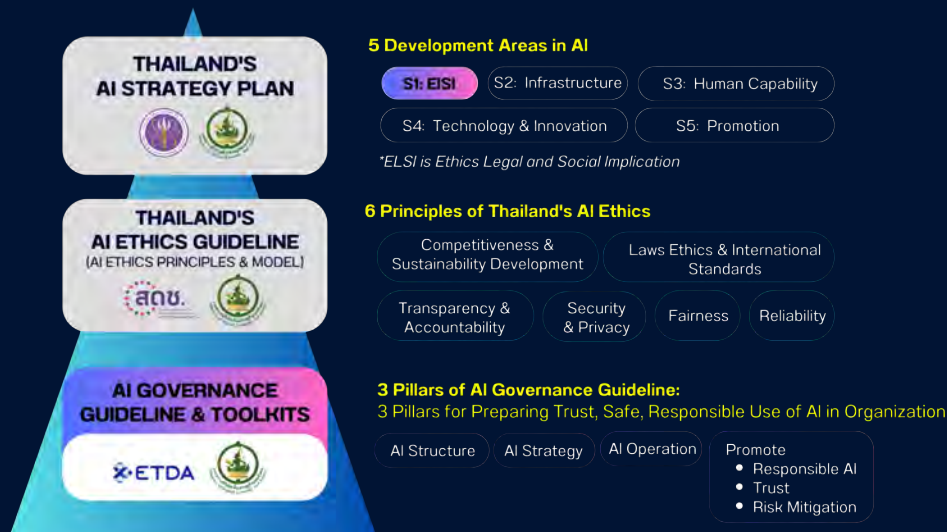 THAILAND'S
AI STRATEGY PLAN
5 Development Areas in AI
S1: EISI
S2: Infrastructure
S3: Human Capability
S4: Technology & Innovation
S5: Promotion
*ELSI is Ethics Legal and Social Implication
THAILAND'S
AI ETHICS GUIDELINE
(AI ETHICS PRINCIPLES & MODEL)
สดช.
6 Principles of Thailand's AI Ethics
Competitiveness &
Sustainability Development
Laws Ethics & International
Standards
Transparency &
Accountability
Security
& Privacy
Fairness
Reliability
AI GOVERNANCE
GUIDELINE & TOOLKITS
ETDA
3 Pillars of AI Governance Guideline:
3 Pillars for Preparing Trust, Safe, Responsible Use of AI in Organization
AI Structure
AI Strategy
AI Operation
Promote
• Responsible AI
• Trust
• Risk Mitigation